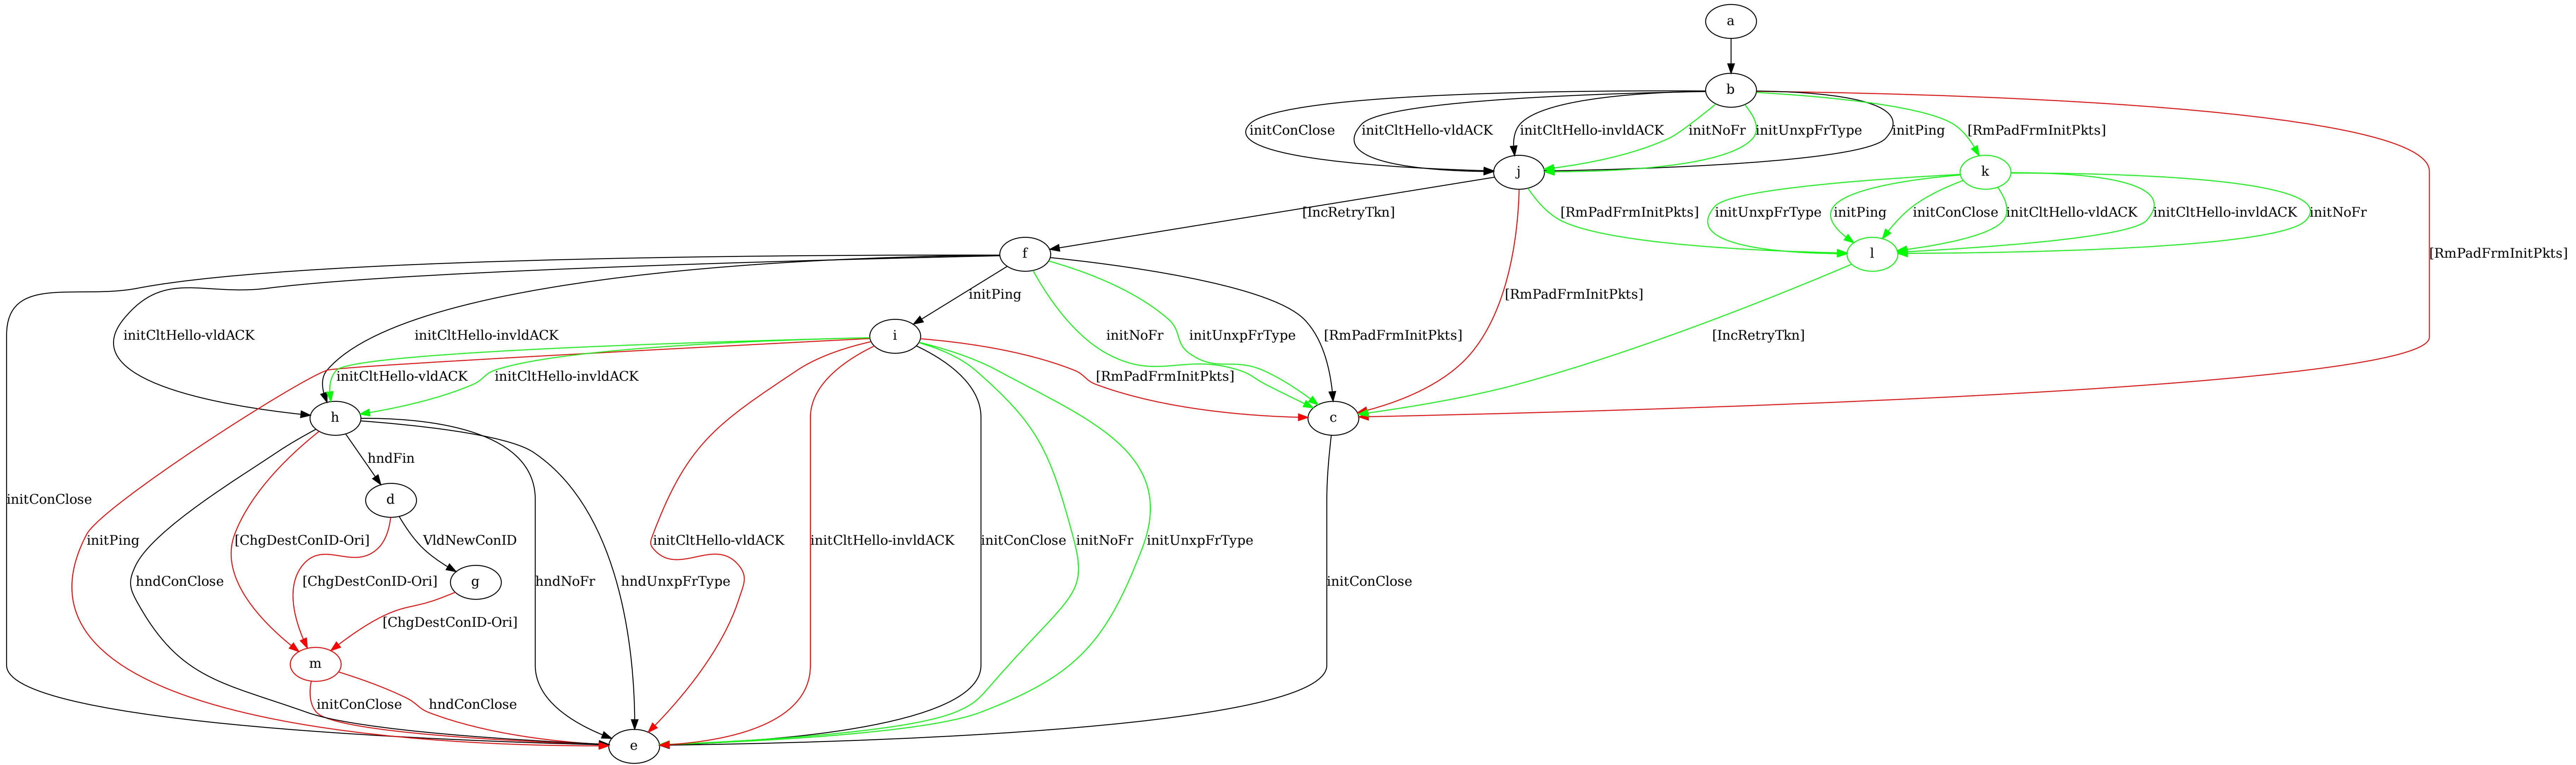 a
b
initConClose
initCltHello-vldACK
initCltHello-invldACK
initNoFr
initUnxpFrType
initPing
[RmPadFrmInitPkts]
j
k
[IncRetryTkn]
[RmPadFrmInitPkts]
initUnxpFrType
initPing
initConClose
initCltHello-vldACK
initCltHello-invldACK
initNoFr
f
l
[RmPadFrmInitPkts]
initPing
[RmPadFrmInitPkts]
initCltHello-vldACK
initCltHello-invldACK
i
initNoFr
initUnxpFrType
[RmPadFrmInitPkts]
[IncRetryTkn]
initCltHello-vldACK
initCltHello-invldACK
[RmPadFrmInitPkts]
h
c
hndFin
initConClose
d
initPing
[ChgDestConID-Ori]
VldNewConID
initCltHello-vldACK
initCltHello-invldACK
initConClose
initNoFr
initUnxpFrType
hndConClose
[ChgDestConID-Ori]
g
hndNoFr
hndUnxpFrType
initConClose
[ChgDestConID-Ori]
m
initConClose
hndConClose
e